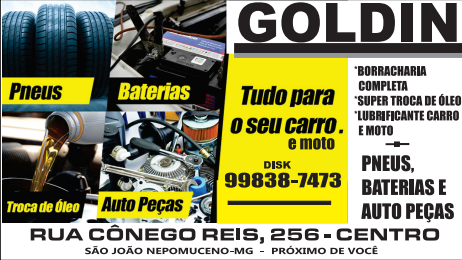 GOLDIN
Pneus
Baterias
Troca de Óleo
Auto Peças
Tudo para
o seu carro.
e moto
DISK
99838-7473
*BORRACHARIA
COMPLETA
*SUPER TROCA DE ÓLEO
*LUBRIFICANTE CARRO
E MOTO
PNEUS,
BATERIAS E
AUTO PEÇAS
RUA CÔNEGO REIS, 256 - CENTRO
SÃO JOÃO NEPOMUCENO-MG - PRÓXIMO DE VOCÊ